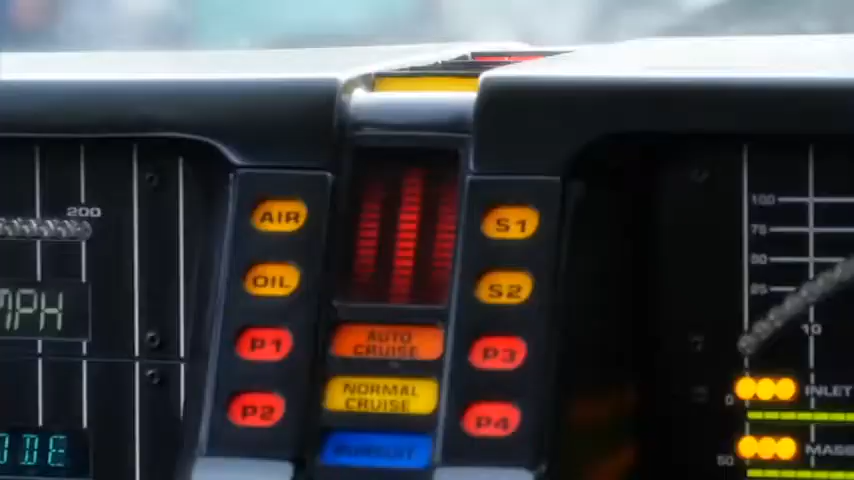 200
MPH
ODE
AIR
OIL
P1
P2
AUTO
CRUISE
NORMAL
CRUISE
PURSUIT
S1
S2
P3
P4
100
75
10
0
INLET
50
MASS